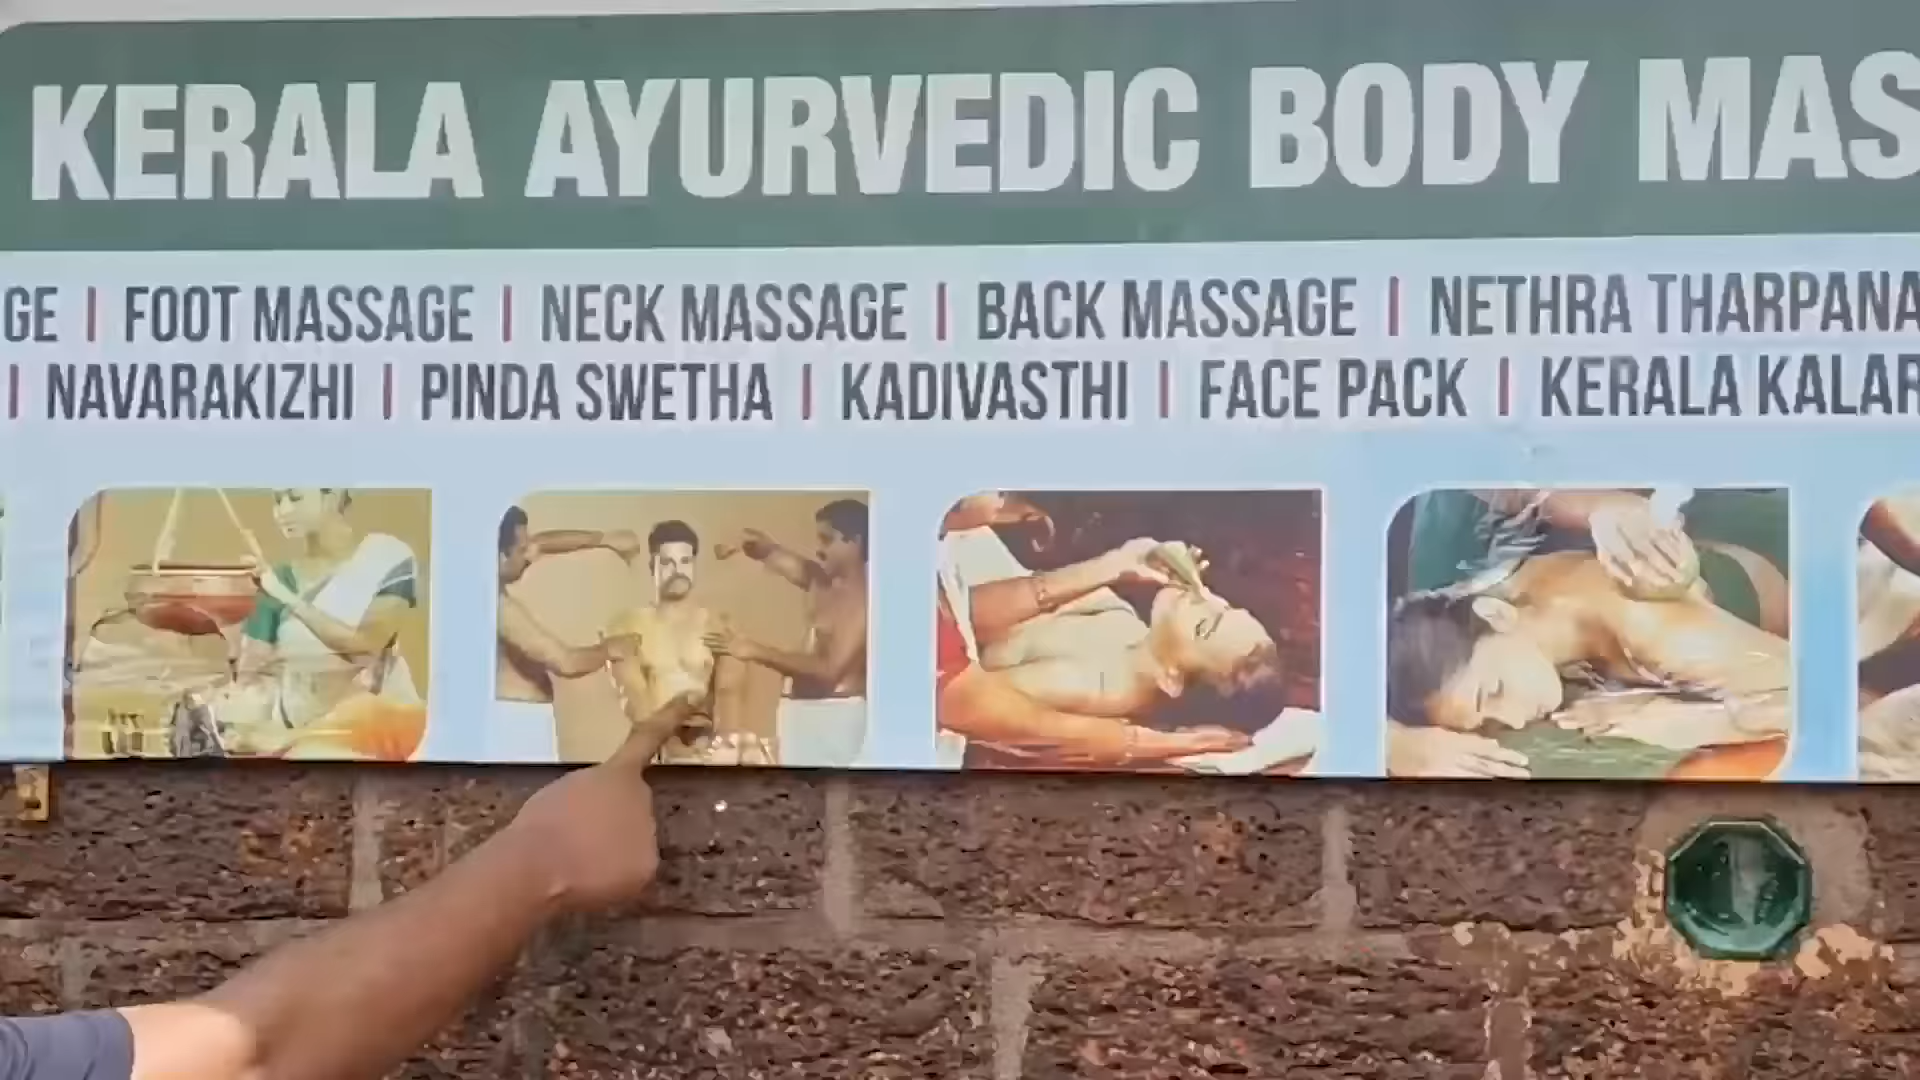 KERALA AYURVEDIC BODY MAS
GE | FOOT MASSAGE | NECK MASSAGE | BACK MASSAGE | NETHRA THARPANA
| NAVARAKIZHI | PINDA SWETHA | KADIVASTHI | FACE PACK | KERALA KALAR